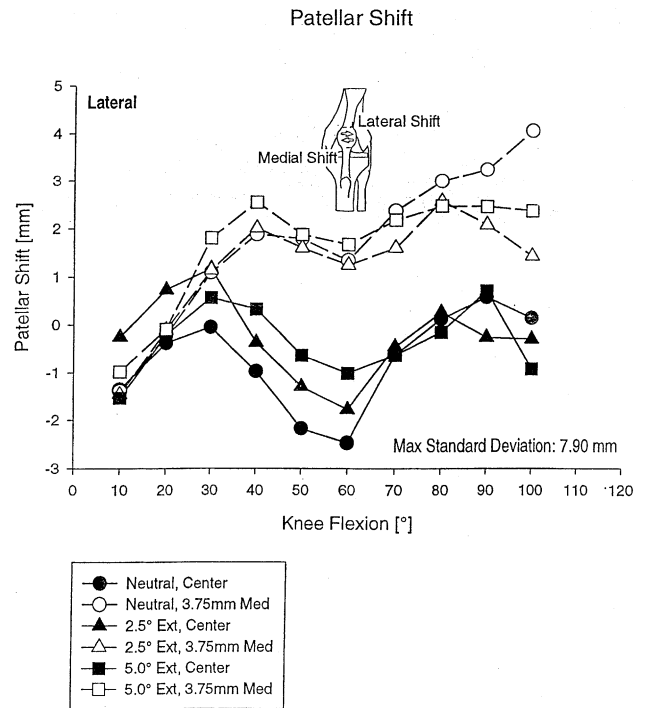 Patellar Shift
5
4
3
2
1
0
-1
-2
-3
Patellar Shift [mm]
Lateral
Lateral Shift
Medial Shift
Max Standard Deviation: 7.90 mm
0 10 20 30 40 50 60 70 80 90 100 110 120
Knee Flexion [°]
Neutral, Center
Neutral, 3.75mm Med
2.5° Ext, Center
2.5° Ext, 3.75mm Med
5.0° Ext, Center
5.0° Ext, 3.75mm Med